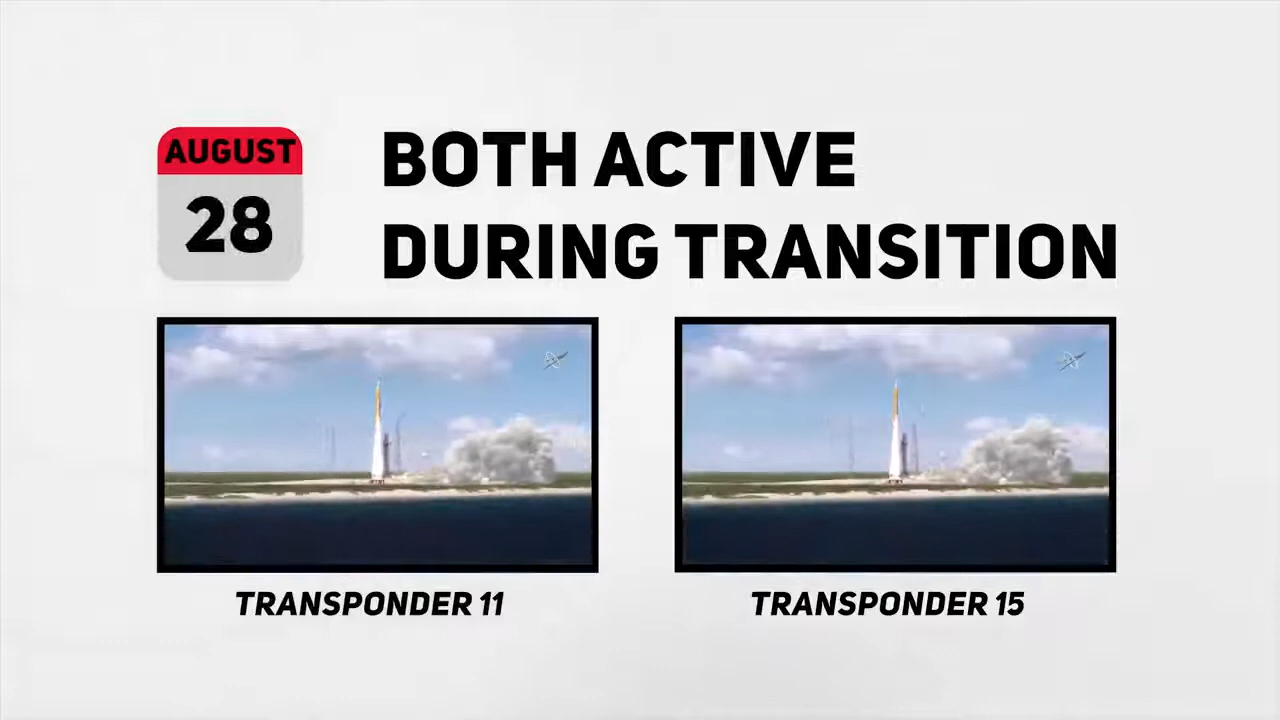 AUGUST
28
BOTH ACTIVE
DURING TRANSITION
TRANSPONDER 11
TRANSPONDER 15